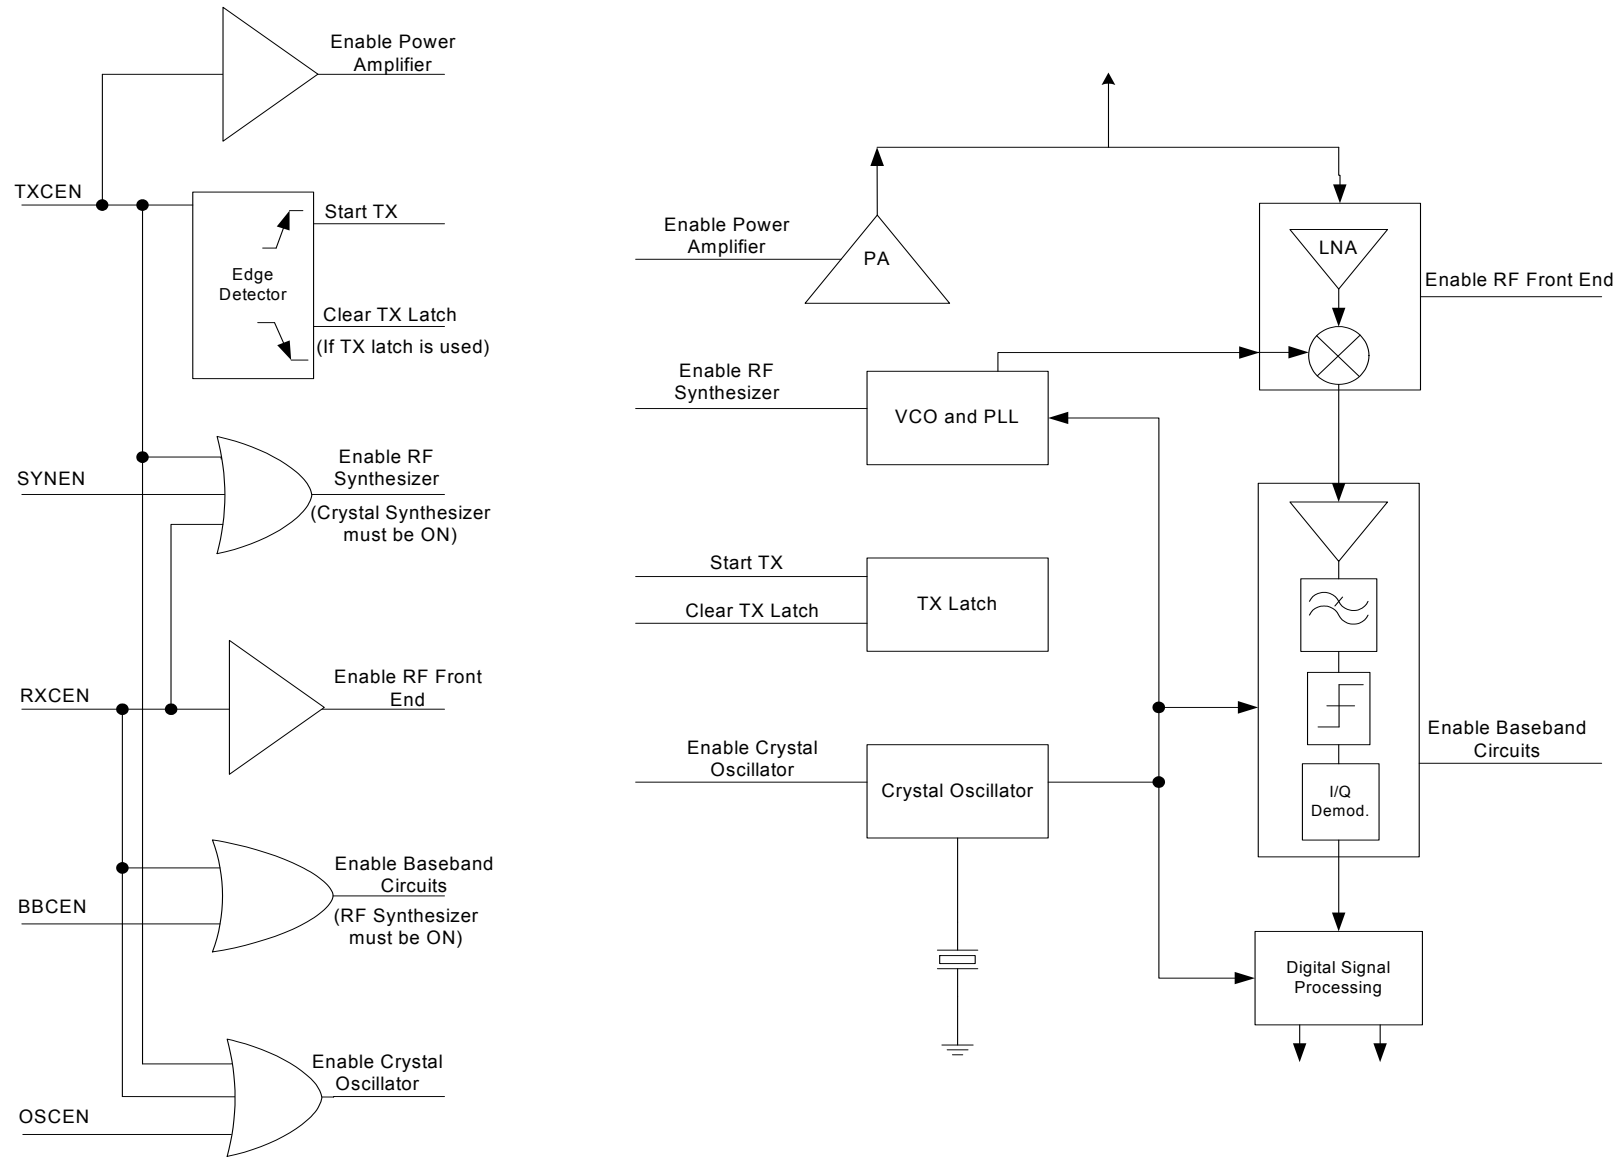 Enable Power
Amplifier
TXCEN
Start TX
Edge
Detector
Clear TX Latch
(If TX latch is used)
Enable RF
Synthesizer
SYNEN
(Crystal Synthesizer
must be ON)
Enable RF Front
End
RXCEN
Enable Baseband
Circuits
BBCEN
(RF Synthesizer
must be ON)
Enable Crystal
Oscillator
OSCEN
Enable Power
Amplifier
PA
LNA
Enable RF Front End
Enable RF
Synthesizer
VCO and PLL
Start TX
Clear TX Latch
TX Latch
Enable Crystal
Oscillator
Crystal Oscillator
Enable Baseband
Circuits
I/Q
Demod.
Digital Signal
Processing